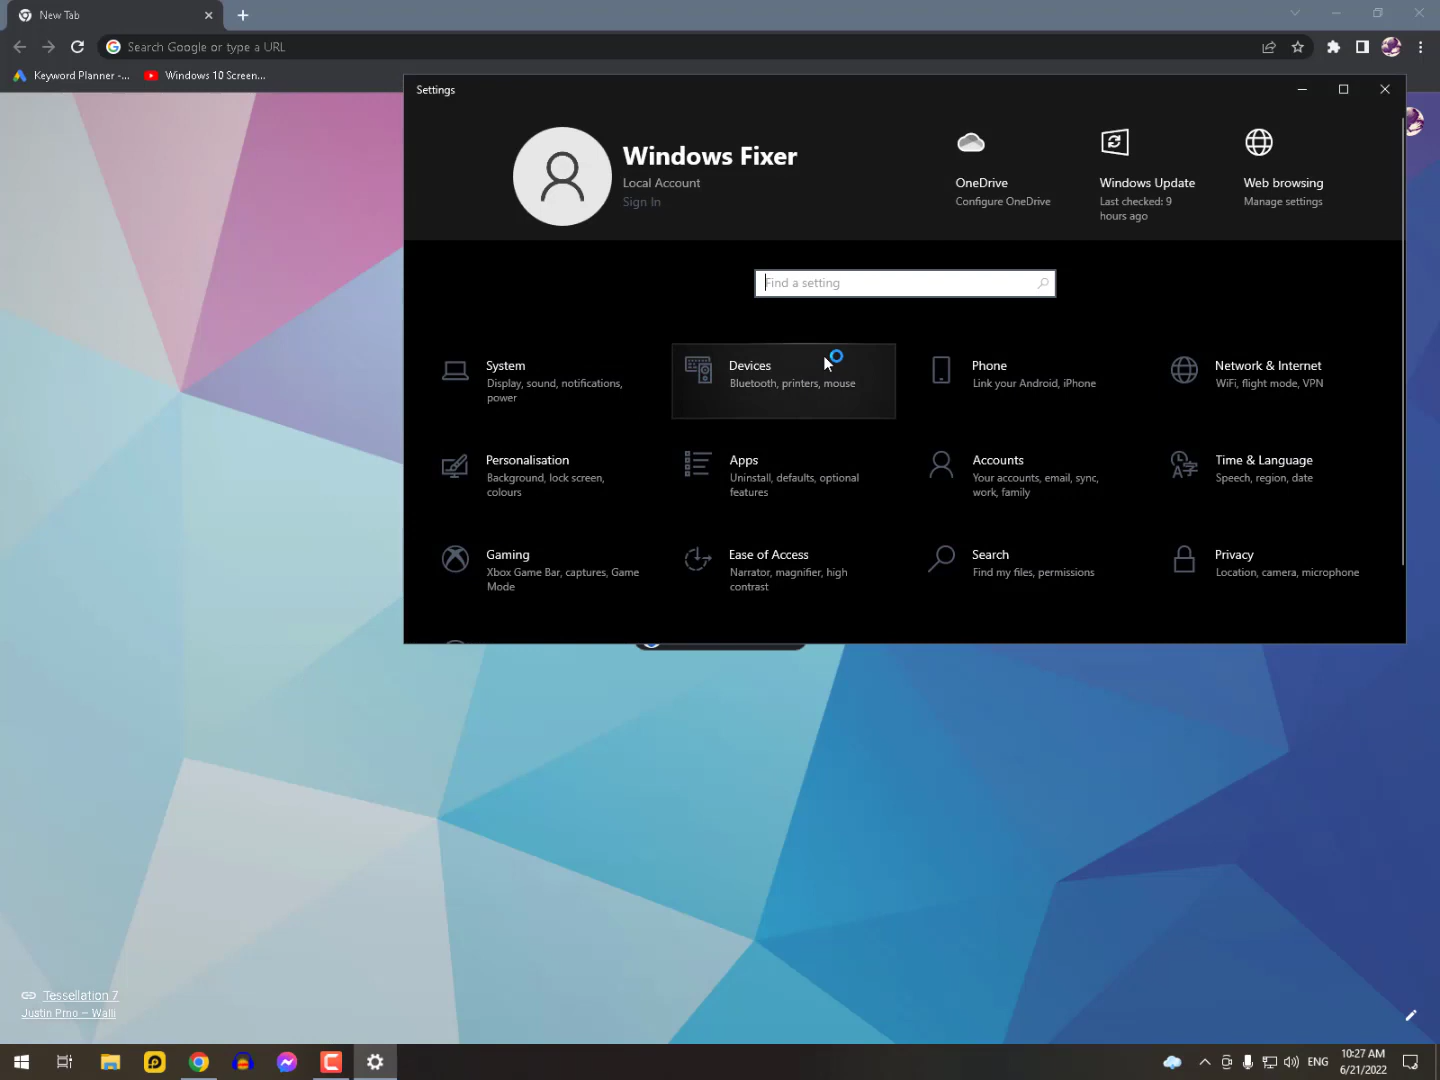 New Tab
Search Google or type a URL
Keyword Planner -...
Windows 10 Screen...
Settings
Windows Fixer
Local Account
Sign In
OneDrive
Configure OneDrive
Windows Update
Last checked: 9
hours ago
Web browsing
Manage settings
Find a setting
System
Display, sound, notifications,
power
Devices
Bluetooth, printers, mouse
Phone
Link your Android, iPhone
Network & Internet
WiFi, flight mode, VPN
Personalisation
Background, lock screen,
colours
Apps
Uninstall, defaults, optional
features
Accounts
Your accounts, email, sync,
work, family
Time & Language
Speech, region, date
Gaming
Xbox Game Bar, captures, Game
Mode
Ease of Access
Narrator, magnifier, high
contrast
Search
Find my files, permissions
Privacy
Location, camera, microphone
Tessellation 7
Justin Prno – Walli
ENG
10:27 AM
6/21/2022